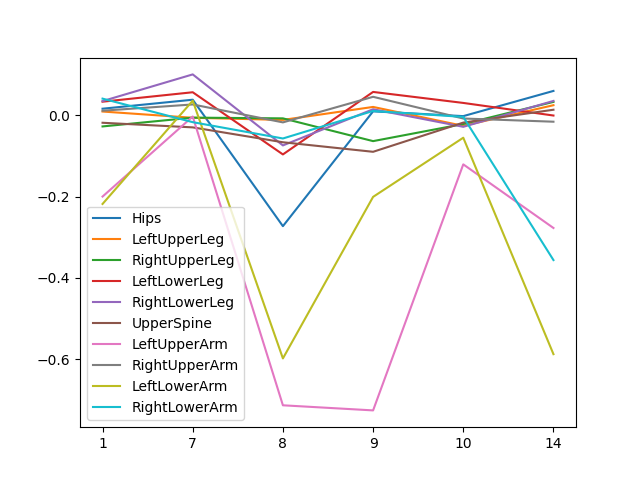 0.0
−0.2
−0.4
−0.6
Hips
LeftUpperLeg
RightUpperLeg
LeftLowerLeg
RightLowerLeg
UpperSpine
LeftUpperArm
RightUpperArm
LeftLowerArm
RightLowerArm
1 7 8 9 10 14